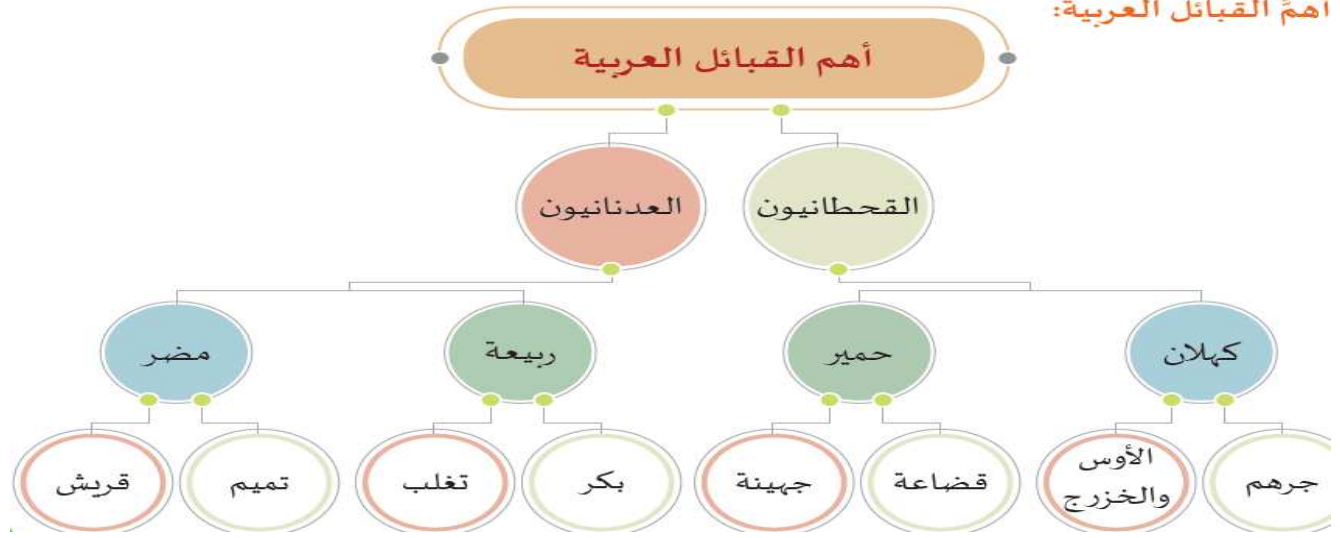 أهمّ القبائل العربية:
أهم القبائل العربية
القحطانيون
العدنانيون
كهلان
حمير
ربيعة
مضر
جرهم
الأوس
والخزرج
قضاعة
جهينة
بكر
تغلب
تميم
قريش